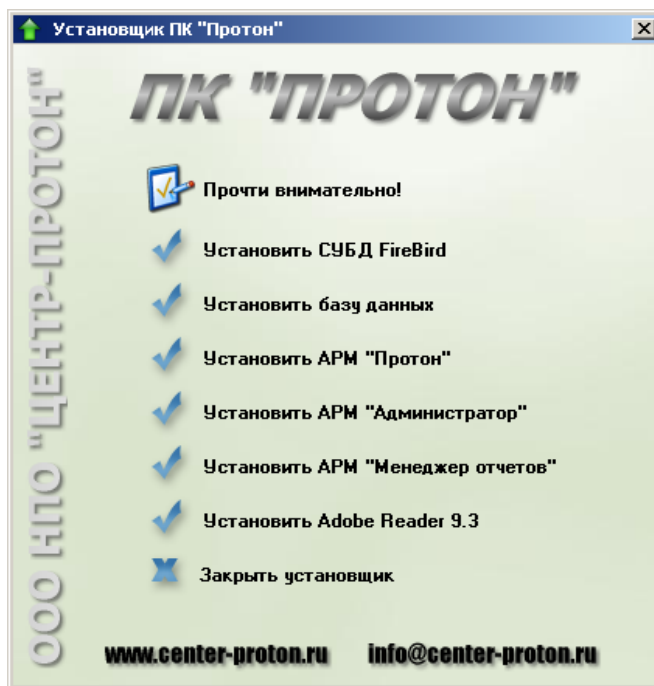 Установщик ПК "Протон"
ООО НПО "ЦЕНТР-ПРОТОН"
ПК "ПРОТОН"
Прочти внимательно!
Установить СУБД FireBird
Установить базу данных
Установить АРМ "Протон"
Установить АРМ "Администратор"
Установить АРМ "Менеджер отчетов"
Установить Adobe Reader 9.3
Закрыть установщик
www.center-proton.ru info@center-proton.ru